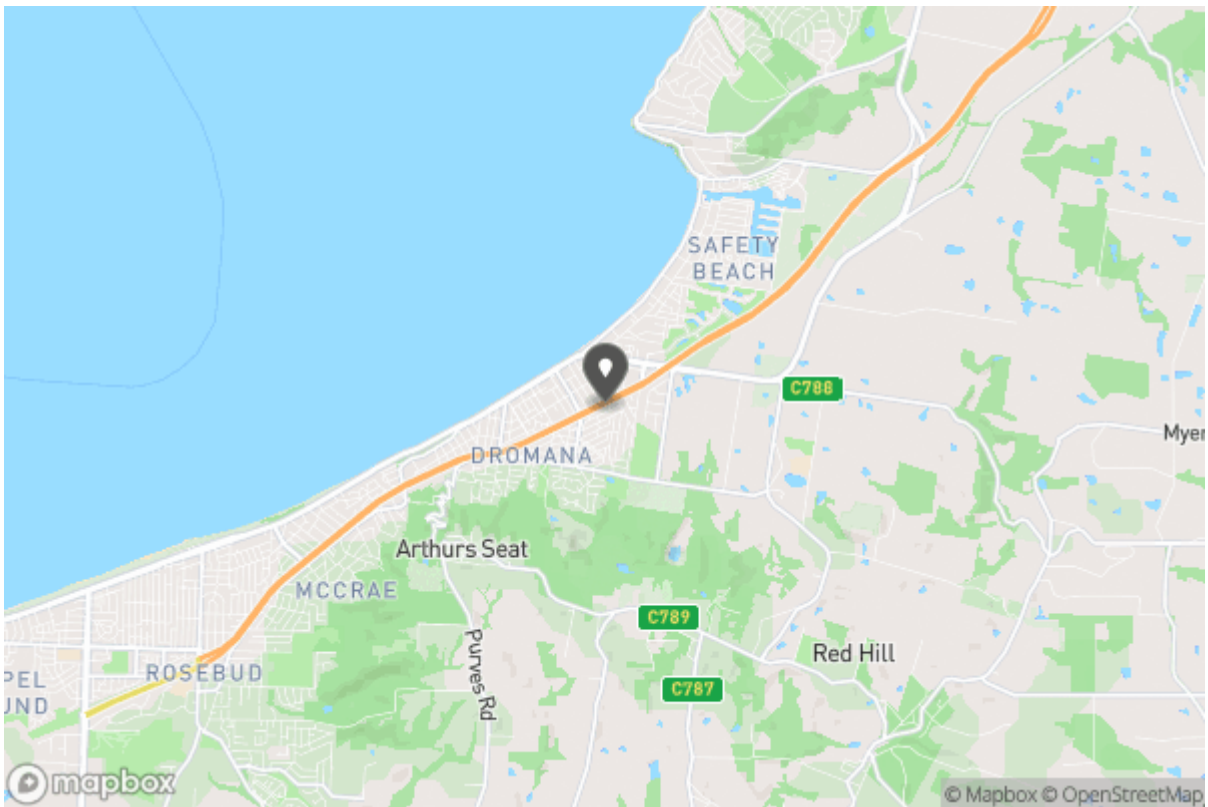 SAFETY
BEACH
C788
Myer
DROMANA
Arthurs Seat
MCCRAE
C789
Purves Rd
Red Hill
ROSEBUD
C787
PEL
UND
mapbox
© Mapbox © OpenStreetMap